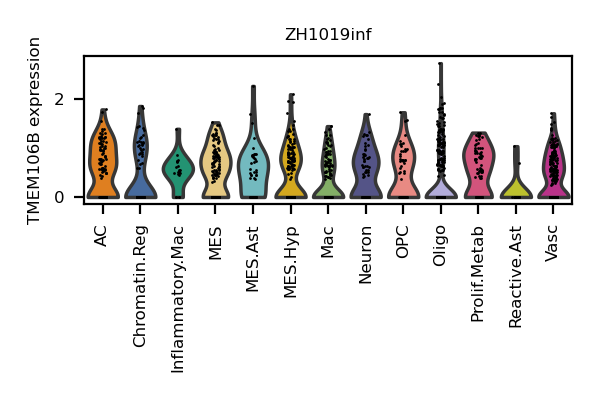 ZH1019inf
TMEM106B expression
2
0
AC
Chromatin.Reg
Inflammatory.Mac
MES
MES.Ast
MES.Hyp
Mac
Neuron
OPC
Oligo
Prolif.Metab
Reactive.Ast
Vasc